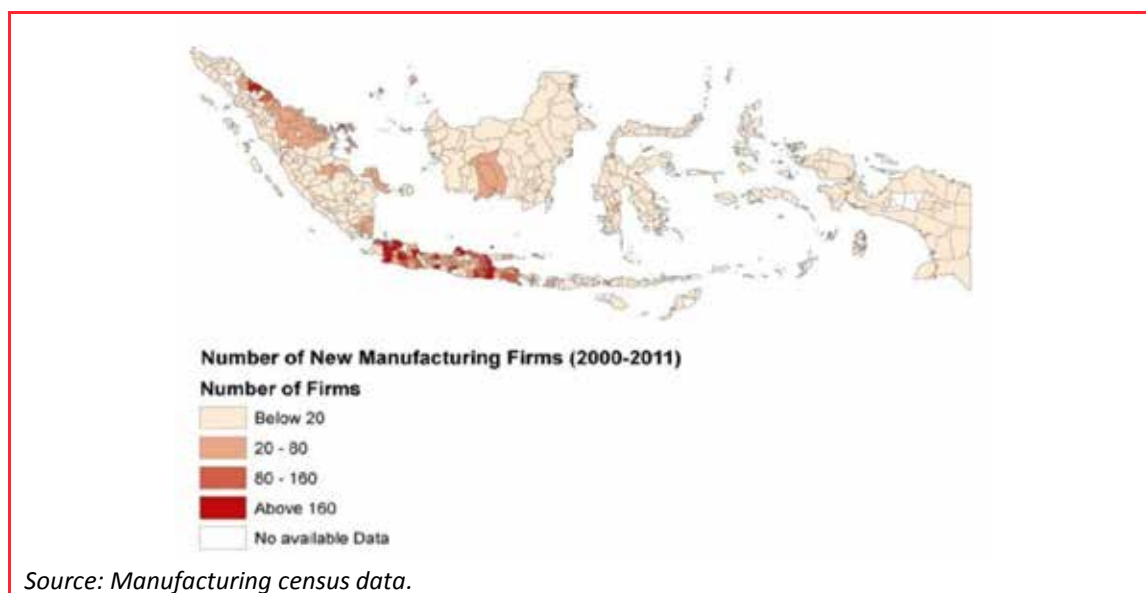 Number of New Manufacturing Firms (2000-2011)
Number of Firms
Below 20
20 - 80
80 - 160
Above 160
No available Data
Source: Manufacturing census data.